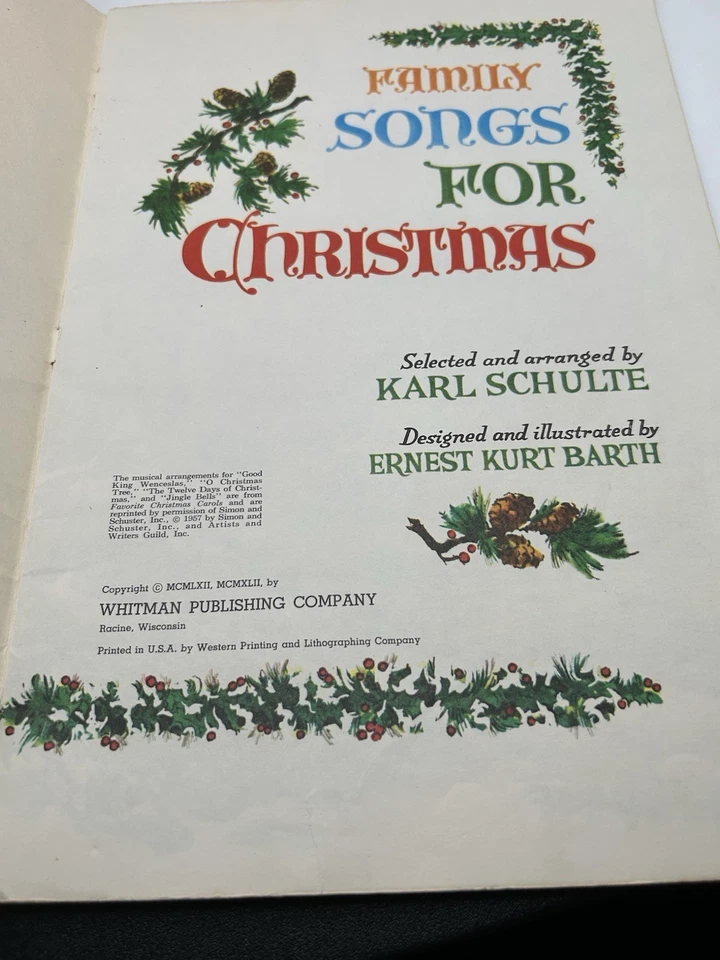 FAMILY
SONGS
FOR
CHRISTMAS
Selected and arranged by
KARL SCHULTE
Designed and illustrated by
ERNEST KURT BARTH
The musical arrangements for "Good
King Wenceslas," "O Christmas
Tree," "The Twelve Days of Christ-
mas," and "Jingle Bells" are from
Favorite Christmas Carols and are
reprinted by permission of Simon and
Schuster, Inc., © 1957 by Simon and
Schuster, Inc., and Artists and
Writers Guild, Inc.
Copyright © MCMLXII, MCMXLII, by
WHITMAN PUBLISHING COMPANY
Racine, Wisconsin
Printed in U.S.A. by Western Printing and Lithographing Company